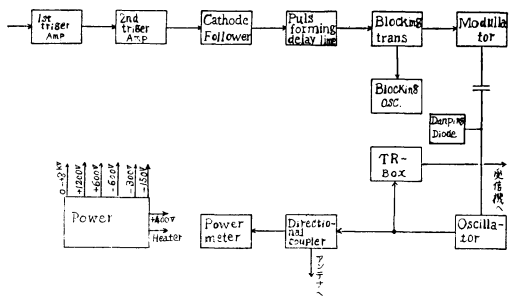 1st
triger
Amp
2nd
triger
Amp
Cathode
Follower
Puls
forming
delay line
Blocking
trans
Modulla
tor
Blocking
OSC.
Damping
Diode
TR-
Box
受信機へ
Oscilla-
tor
Directio-
nal
coupler
アンテナへ
Power
meter
+1200V
+600V
-600V
-300V
-150V
Power
+400V
Heater